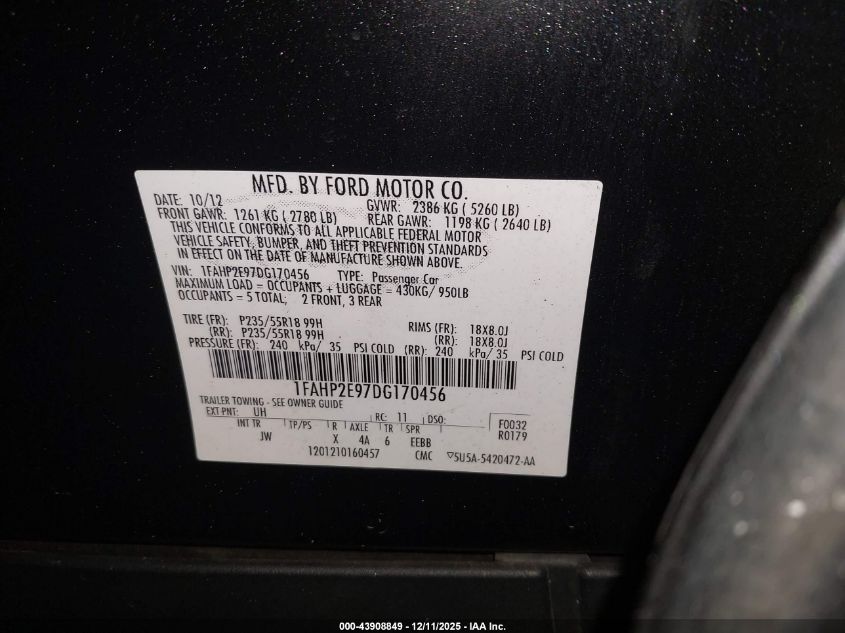 MFD. BY FORD MOTOR CO.
DATE: 10/12 GVWR: 2386 KG ( 5260 LB)
FRONT GAWR: 1261 KG ( 2780 LB) REAR GAWR: 1198 KG ( 2640 LB)
THIS VEHICLE CONFORMS TO ALL APPLICABLE FEDERAL MOTOR
VEHICLE SAFETY, BUMPER, AND THEFT PREVENTION STANDARDS
IN EFFECT ON THE DATE OF MANUFACTURE SHOWN ABOVE.
VIN: 1FAHP2E97DG170456 TYPE: Passenger Car
MAXIMUM LOAD = OCCUPANTS + LUGGAGE = 430KG/ 950LB
OCCUPANTS = 5 TOTAL; 2 FRONT, 3 REAR
TIRE (FR): P235/55R18 99H RIMS (FR): 18X8.0J
(RR): P235/55R18 99H (RR): 18X8.0J
PRESSURE (FR): 240 kPa/ 35 PSI COLD (RR): 240 kPa/ 35 PSI COLD
1FAHP2E97DG170456
TRAILER TOWING - SEE OWNER GUIDE
EXT PNT: UH RC: 11 DSO: F0032
INT TR TP/PS R AXLE TR SPR R0179
JW X 4A 6 EEBB
1201210160457 CMC ▽5U5A-5420472-AA
000-43908849 - 12/11/2025 - IAA Inc.